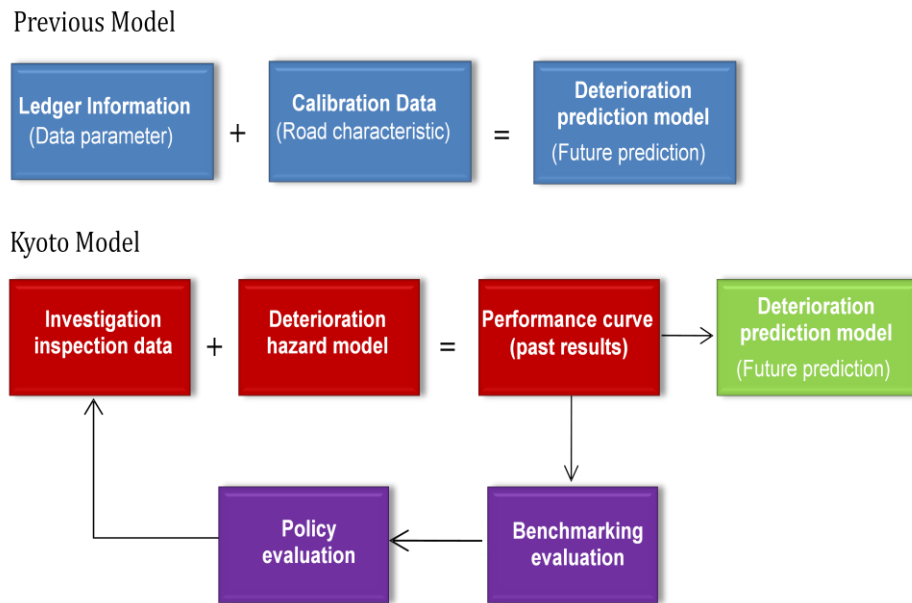 Previous Model
Ledger Information
(Data parameter)
+
Calibration Data
(Road characteristic)
=
Deterioration
prediction model
(Future prediction)
Kyoto Model
Investigation
inspection data
+
Deterioration
hazard model
=
Performance curve
(past results)
Deterioration
prediction model
(Future prediction)
Policy
evaluation
Benchmarking
evaluation